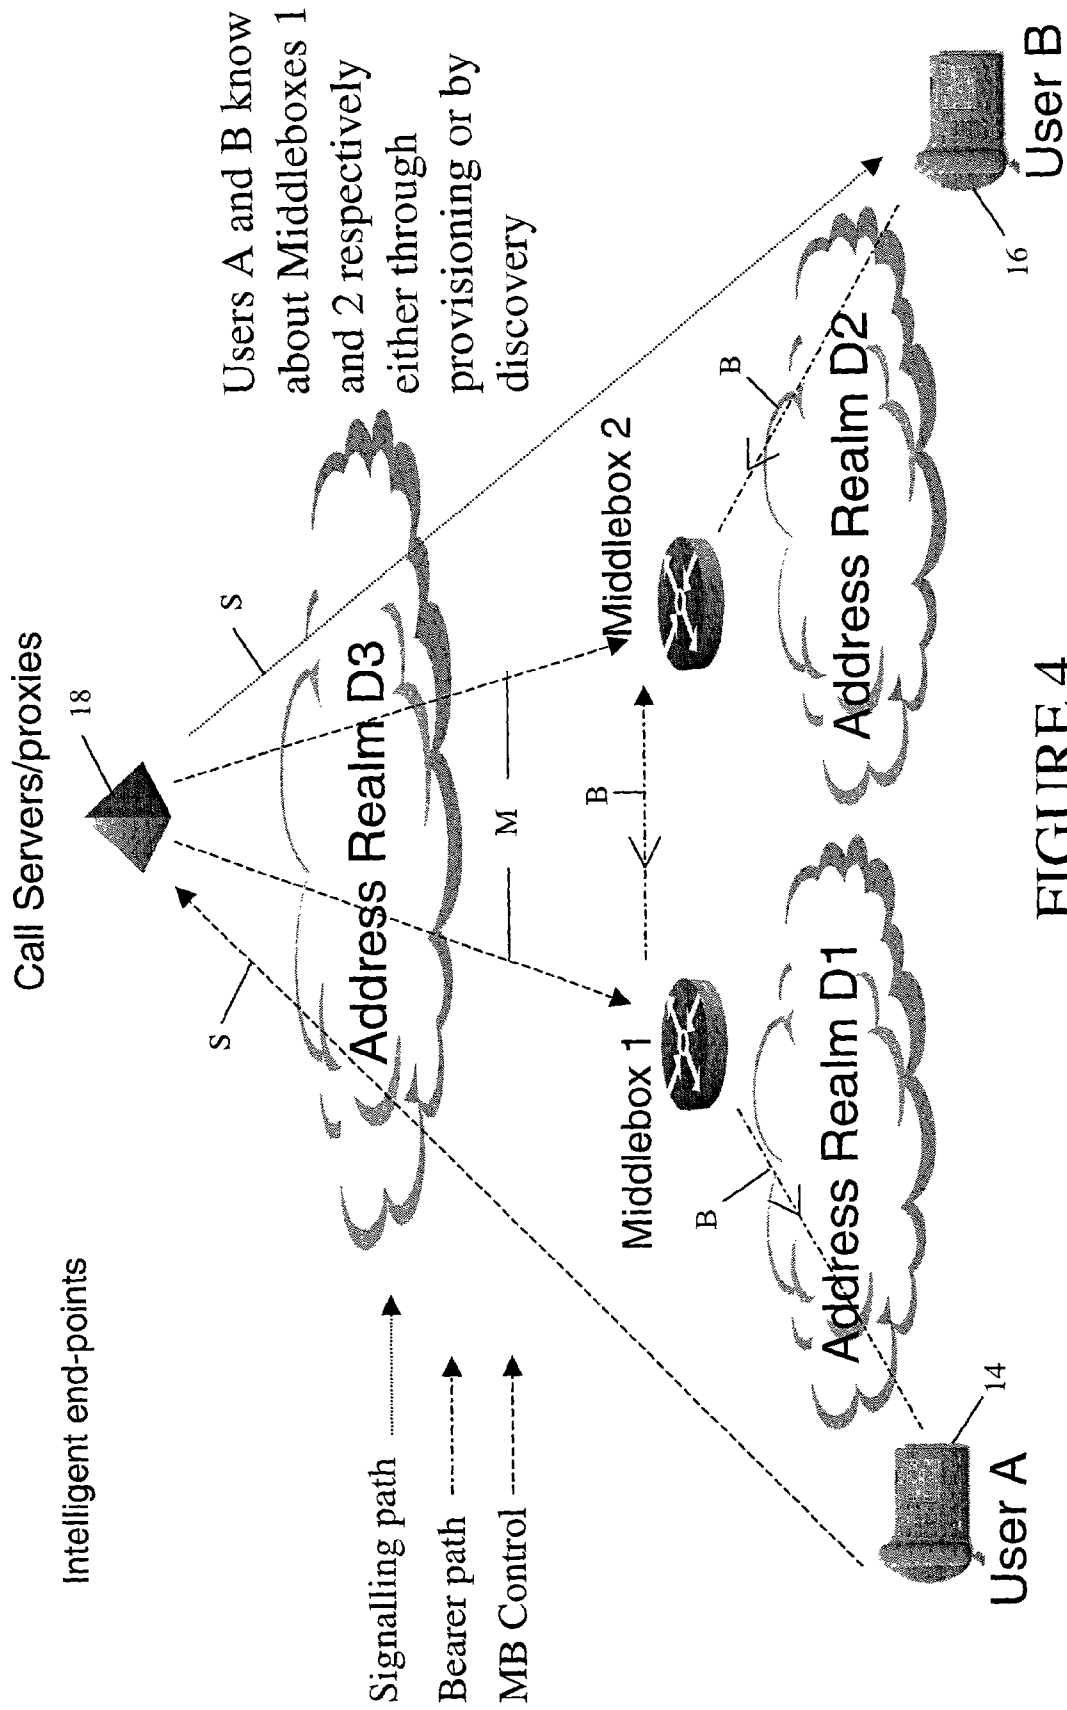 Intelligent end-points
Call Servers/proxies
18
Signalling path
Bearer path
MB Control
S
S
Users A and B know
about Middleboxes 1
and 2 respectively
either through
provisioning or by
discovery
Address Realm D3
M
B
Middlebox 1
Middlebox 2
B
B
Address Realm D1
Address Realm D2
14
16
User A
User B
FIGURE 4